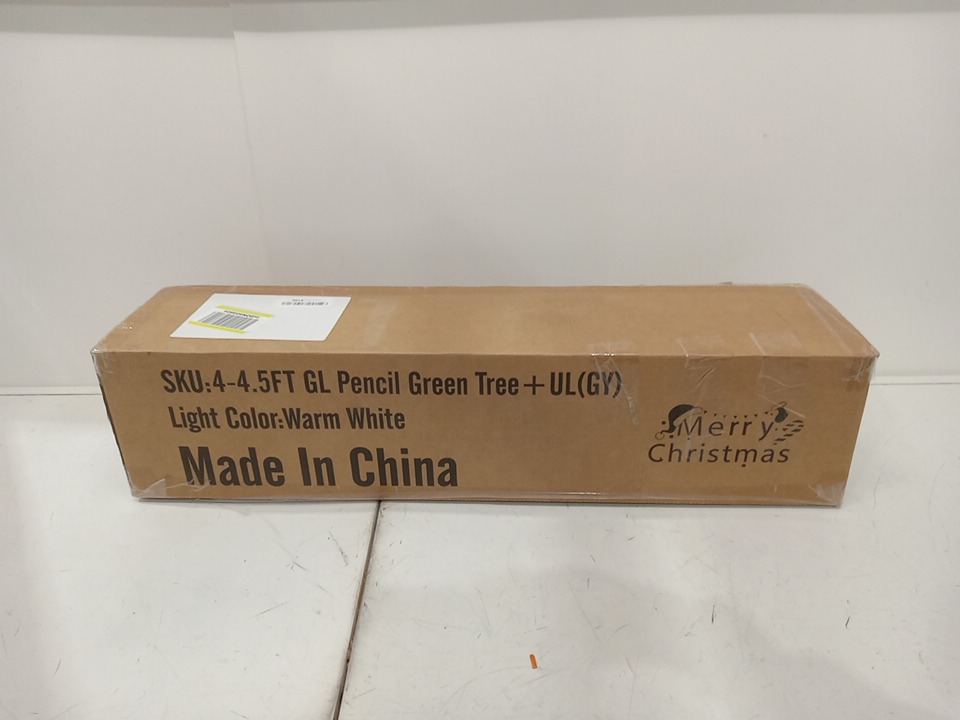 SKU:4-4.5FT GL Pencil Green Tree+UL(GY)
Light Color:Warm White
Made In China
Merry
Christmas